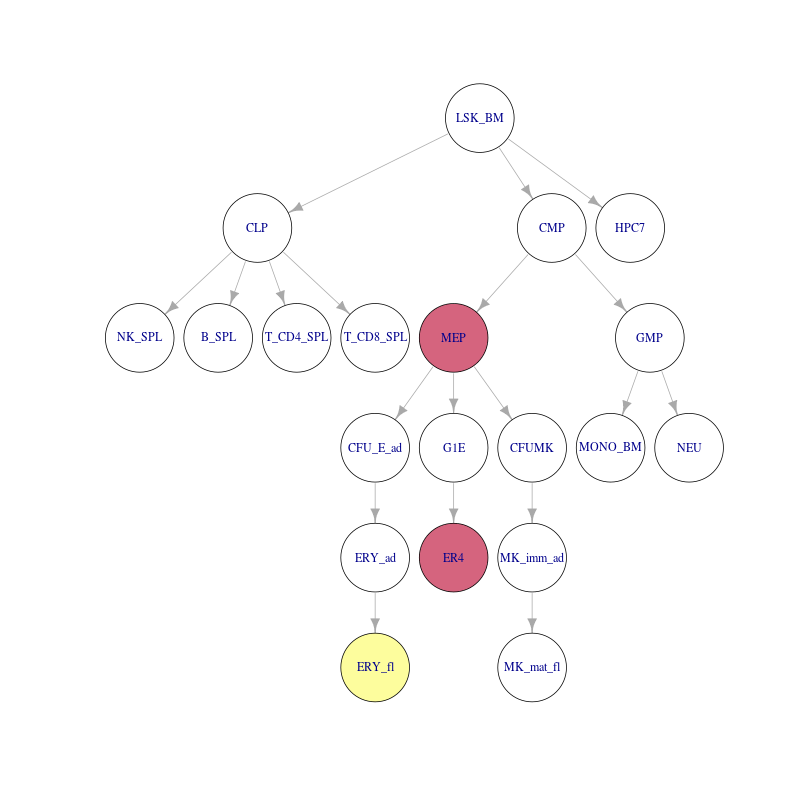 LSK_BM
CLP
CMP
HPC7
NK_SPL
B_SPL
T_CD4_SPL
T_CD8_SPL
MEP
GMP
CFU_E_ad
G1E
CFUMK
MONO_BM
NEU
ERY_ad
ER4
MK_imm_ad
ERY_fl
MK_mat_fl